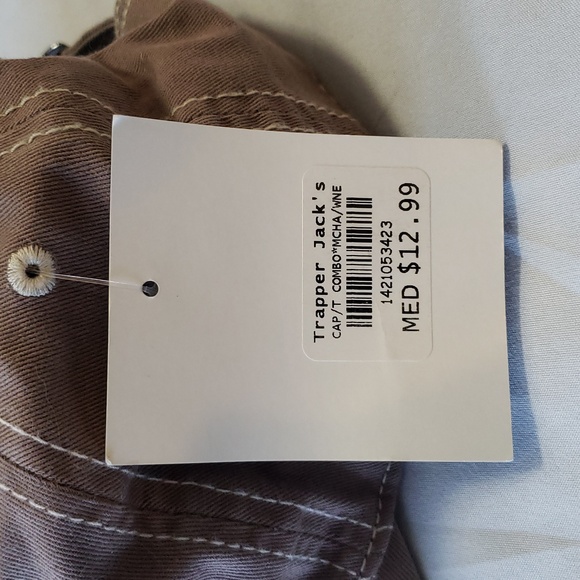 Trapper Jack's
CAP/T COMBO*MCHA/WNE
1421053423
MED $12.99